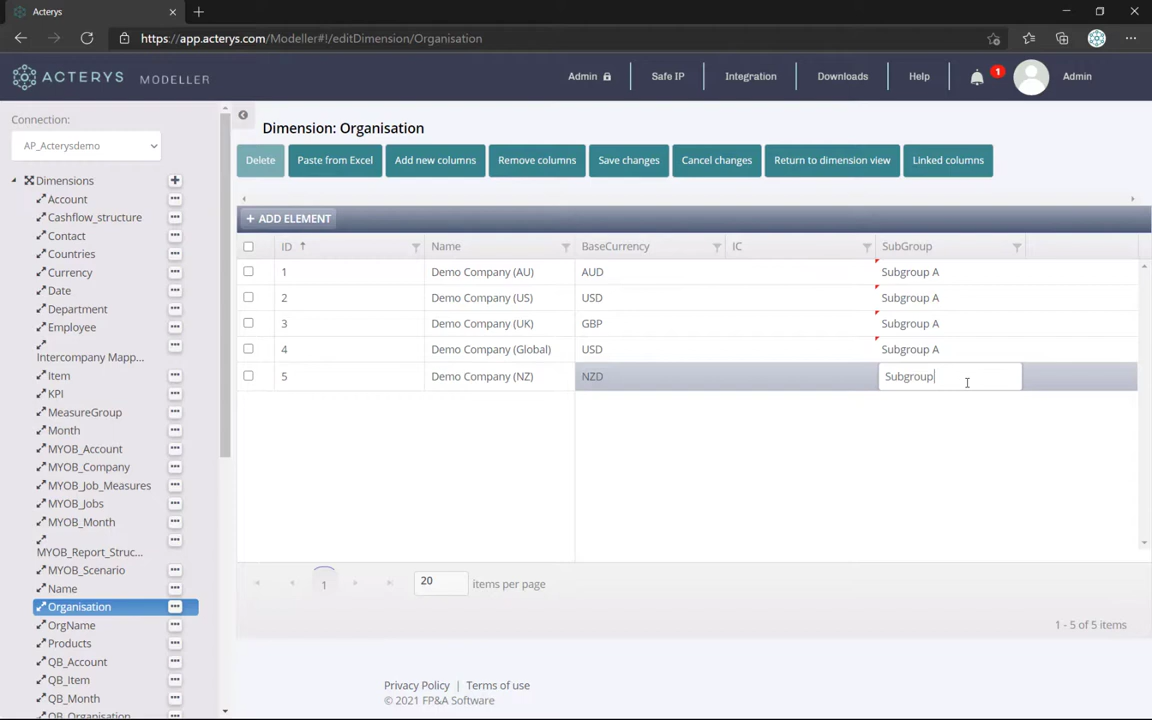 Acterys
https://app.acterys.com/Modeller#!/editDimension/Organisation
ACTERYS MODELLER
Admin
Safe IP
Integration
Downloads
Help
1
Admin
Connection:
AP_Acterysdemo
Dimensions
Account
Cashflow_structure
Contact
Countries
Currency
Date
Department
Employee
Intercompany Mapp...
Item
KPI
MeasureGroup
Month
MYOB_Account
MYOB_Company
MYOB_Job_Measures
MYOB_Jobs
MYOB_Month
MYOB_Report_Struc...
MYOB_Scenario
Name
Organisation
OrgName
Products
QB_Account
QB_Item
QB_Month
QB_Organisation
Dimension: Organisation
Delete Paste from Excel Add new columns Remove columns Save changes Cancel changes Return to dimension view Linked columns
+ ADD ELEMENT
ID Name BaseCurrency IC SubGroup
1 Demo Company (AU) AUD Subgroup A
2 Demo Company (US) USD Subgroup A
3 Demo Company (UK) GBP Subgroup A
4 Demo Company (Global) USD Subgroup A
5 Demo Company (NZ) NZD Subgroup
1 20 items per page
1 - 5 of 5 items
Privacy Policy | Terms of use
© 2021 FP&A Software